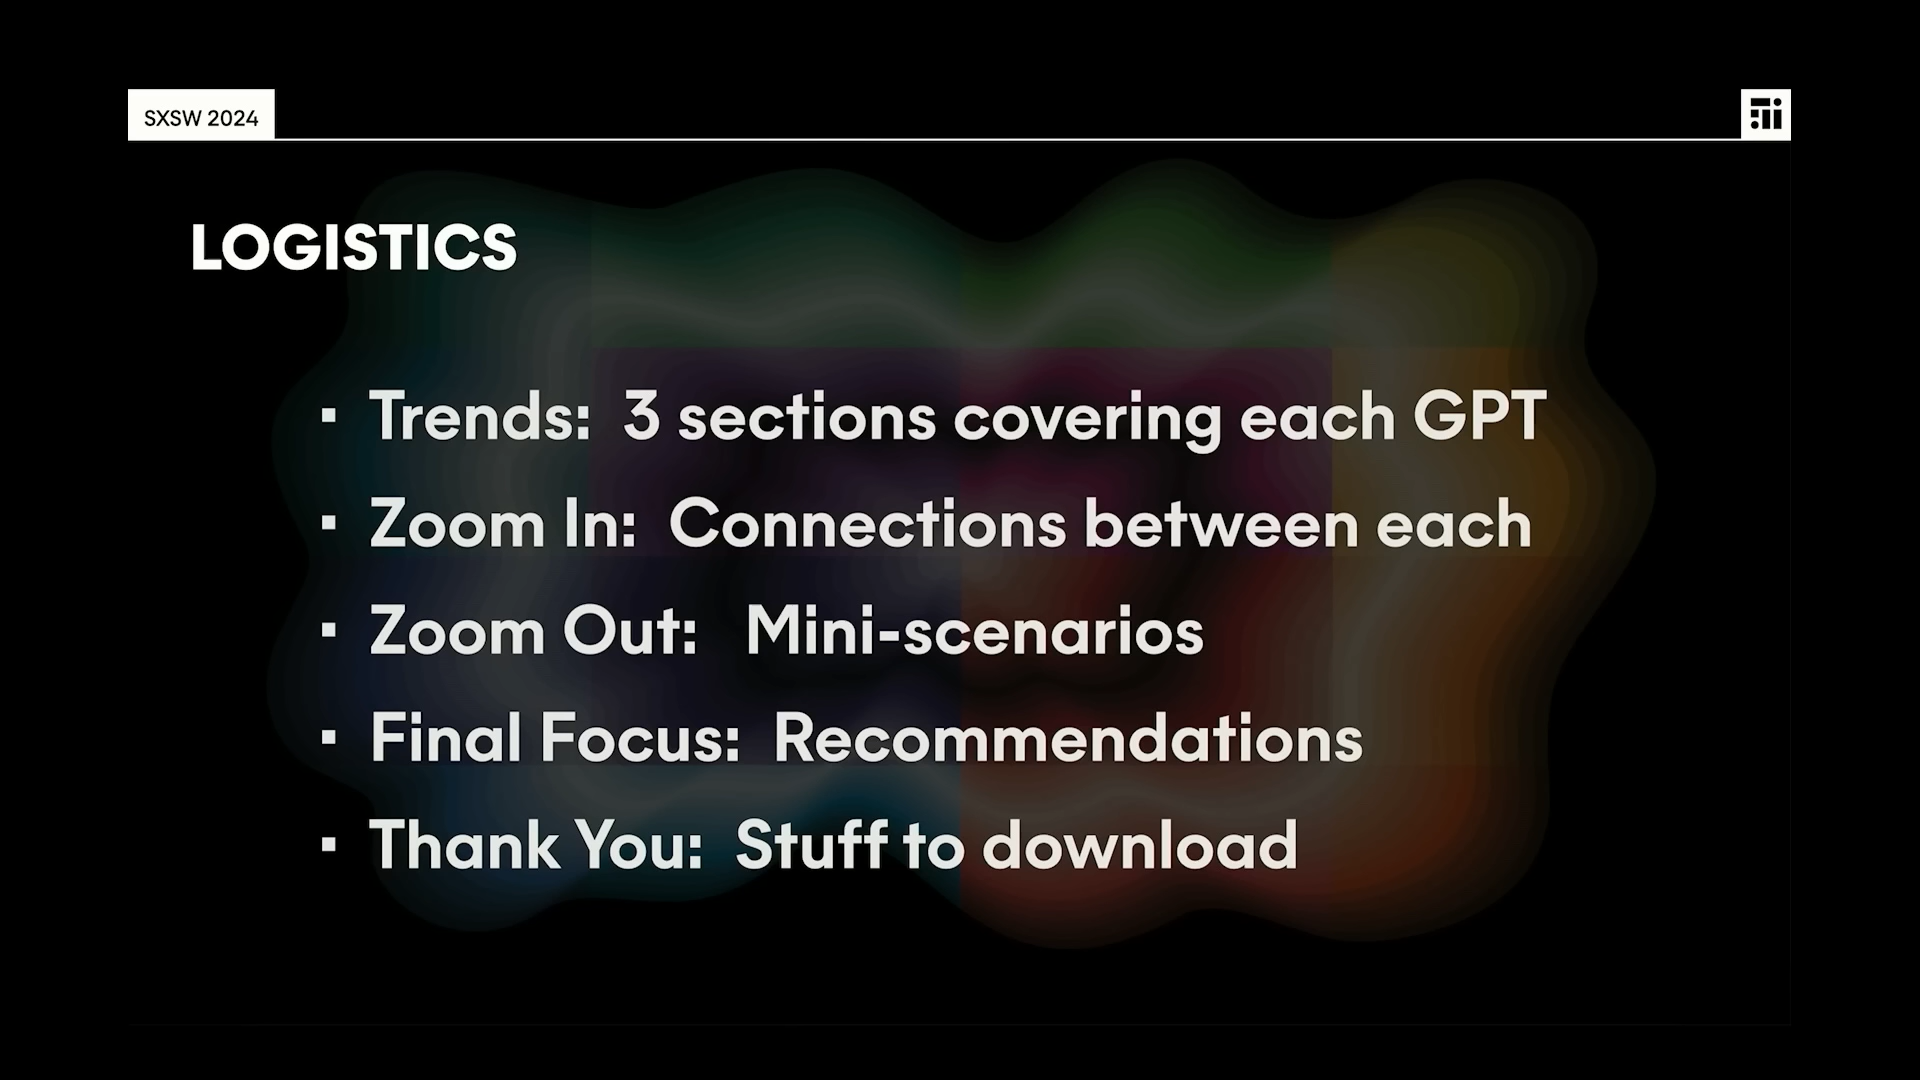 SXSW 2024
LOGISTICS
▪ Trends: 3 sections covering each GPT
▪ Zoom In: Connections between each
▪ Zoom Out: Mini-scenarios
▪ Final Focus: Recommendations
▪ Thank You: Stuff to download